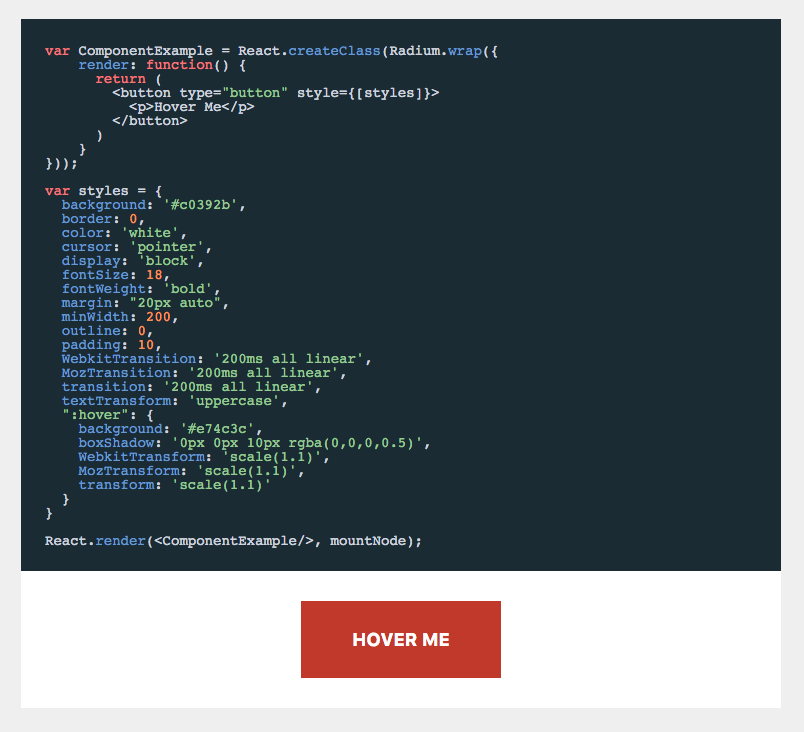 var ComponentExample = React.createClass(Radium.wrap({
    render: function() {
      return (
        <button type="button" style={[styles]}>
          <p>Hover Me</p>
        </button>
      )
    }
}));

var styles = {
  background: '#c0392b',
  border: 0,
  color: 'white',
  cursor: 'pointer',
  display: 'block',
  fontSize: 18,
  fontWeight: 'bold',
  margin: "20px auto",
  minWidth: 200,
  outline: 0,
  padding: 10,
  WebkitTransition: '200ms all linear',
  MozTransition: '200ms all linear',
  transition: '200ms all linear',
  textTransform: 'uppercase',
  ":hover": {
    background: '#e74c3c',
    boxShadow: '0px 0px 10px rgba(0,0,0,0.5)',
    WebkitTransform: 'scale(1.1)',
    MozTransform: 'scale(1.1)',
    transform: 'scale(1.1)'
  }
}

React.render(<ComponentExample/>, mountNode);
HOVER ME